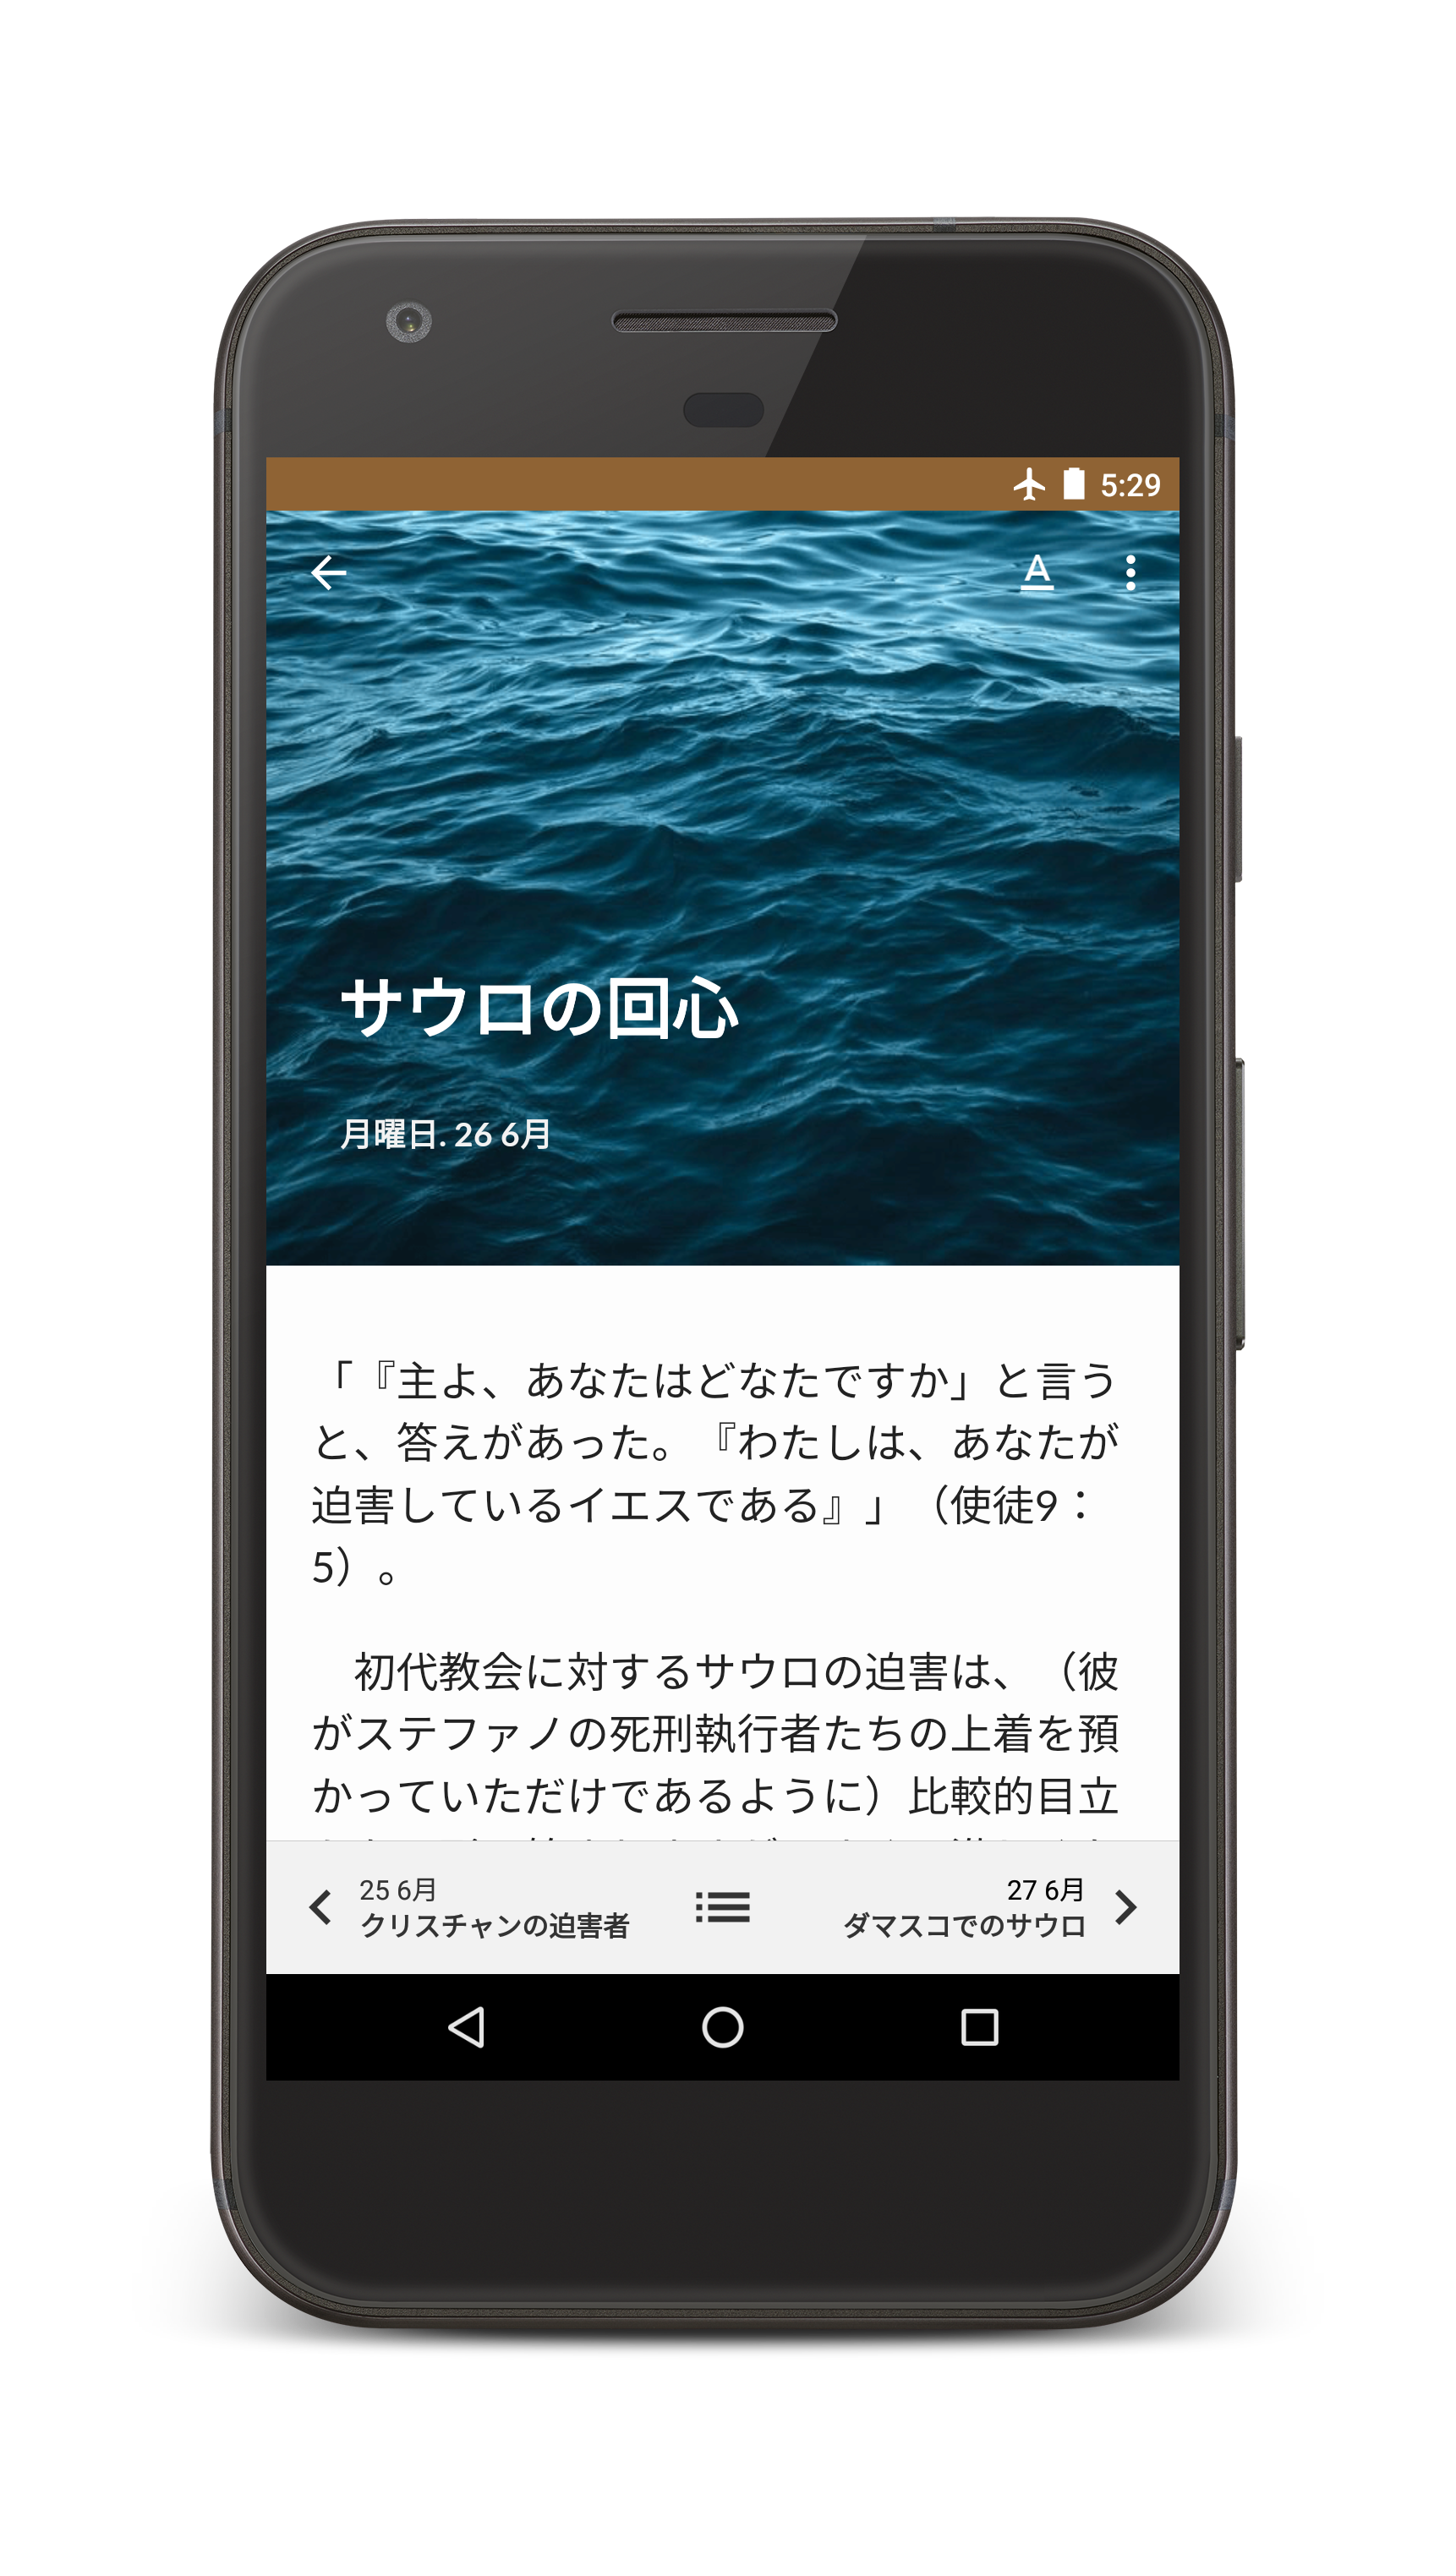 5:29
A
サウロの回心
月曜日. 26 6月
「『主よ、あなたはどなたですか」と言う
と、答えがあった。『わたしは、あなたが
迫害しているイエスである』」（使徒9：
5）。
初代教会に対するサウロの迫害は、（彼
がステファノの死刑執行者たちの上着を預
かっていただけであるように）比較的目立
25 6月
クリスチャンの迫害者
27 6月
ダマスコでのサウロ